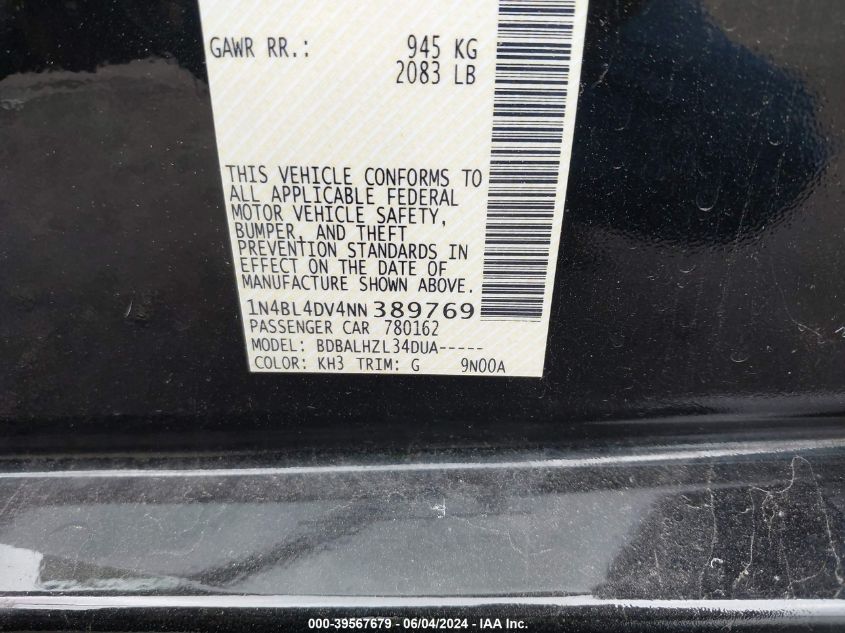 GAWR RR.: 945 KG
2083 LB
THIS VEHICLE CONFORMS TO
ALL APPLICABLE FEDERAL
MOTOR VEHICLE SAFETY,
BUMPER, AND THEFT
PREVENTION STANDARDS IN
EFFECT ON THE DATE OF
MANUFACTURE SHOWN ABOVE.
1N4BL4DV4NN389769
PASSENGER CAR 780162
MODEL: BDBALHZL34DUA-----
COLOR: KH3 TRIM: G 9N00A
000-39567679 - 06/04/2024 - IAA Inc.